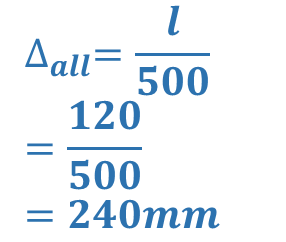 Δall = l/500
= 120/500
= 240mm